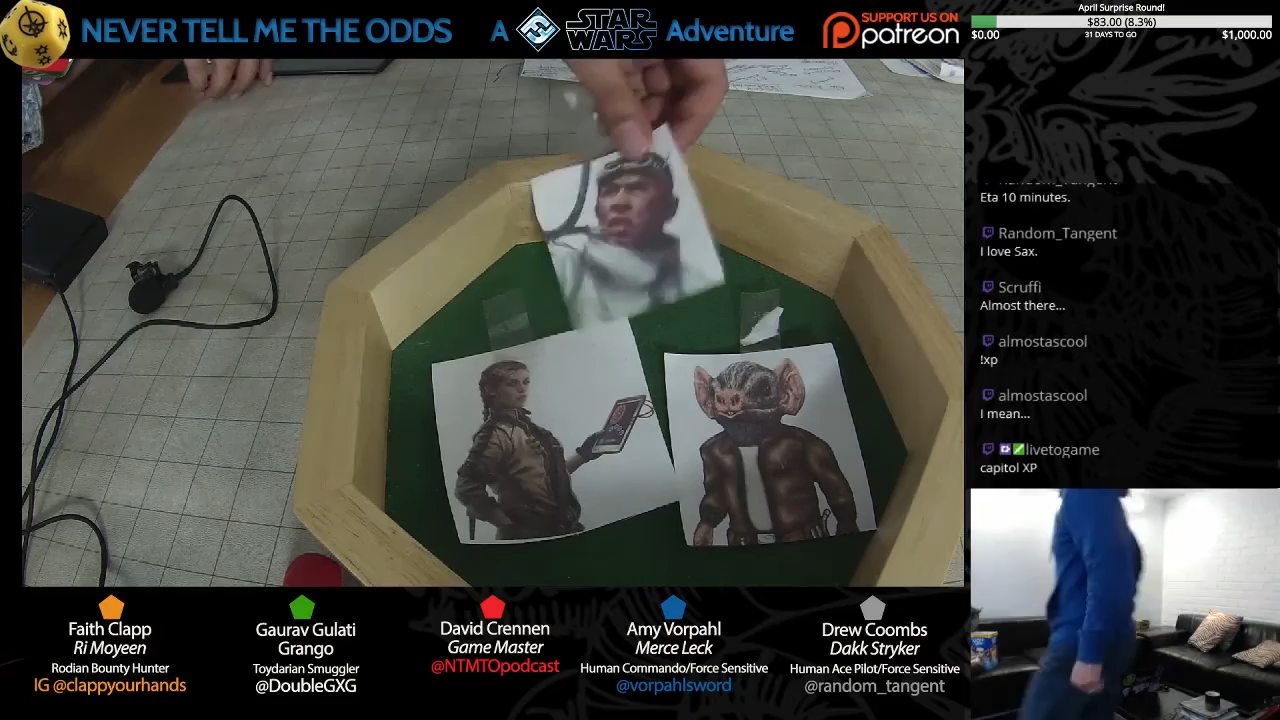 NEVER TELL ME THE ODDS
A STAR WARS Adventure
SUPPORT US ON
patreon
April Surprise Round!
$83.00 (8.3%)
$0.00
31 DAYS TO GO
$1,000.00
Random_Tangent
Eta 10 minutes.
Random_Tangent
I love Sax.
Scruffi
Almost there...
almostascool
!xp
almostascool
I mean...
livetogame
capitol XP
Faith Clapp
Ri Moyeen
Rodian Bounty Hunter
IG @clappyourhands
Gaurav Gulati
Grango
Toydarian Smuggler
@DoubleGXG
David Crennen
Game Master
@NTMTOpodcast
Amy Vorpahl
Merce Leck
Human Commando/Force Sensitive
@vorpahlsword
Drew Coombs
Dakk Stryker
Human Ace Pilot/Force Sensitive
@random_tangent